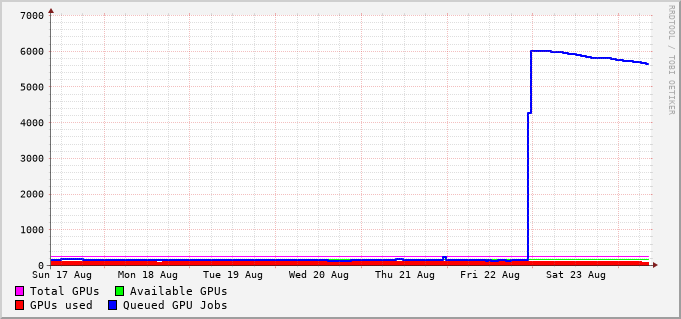 7000
6000
5000
4000
3000
2000
1000
0
Sun 17 Aug Mon 18 Aug Tue 19 Aug Wed 20 Aug Thu 21 Aug Fri 22 Aug Sat 23 Aug
Total GPUs Available GPUs
GPUs used Queued GPU Jobs
RRDTOOL / TOBI OETIKER